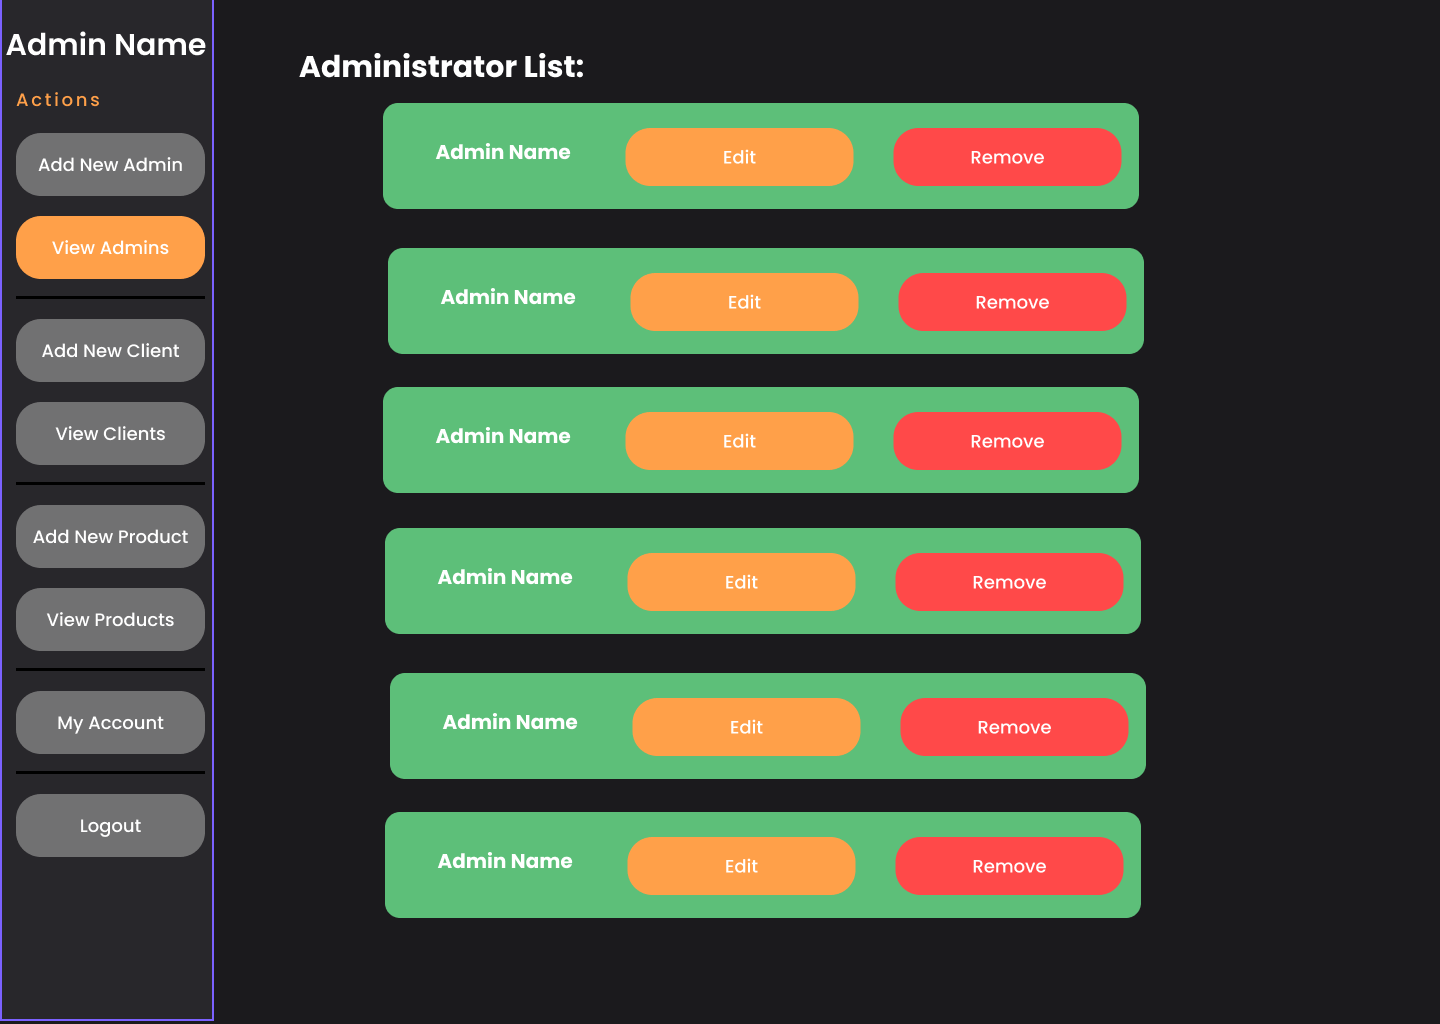 Admin Name
Actions
Add New Admin
View Admins
Add New Client
View Clients
Add New Product
View Products
My Account
Logout
Administrator List:
Admin Name Edit Remove
Admin Name Edit Remove
Admin Name Edit Remove
Admin Name Edit Remove
Admin Name Edit Remove
Admin Name Edit Remove